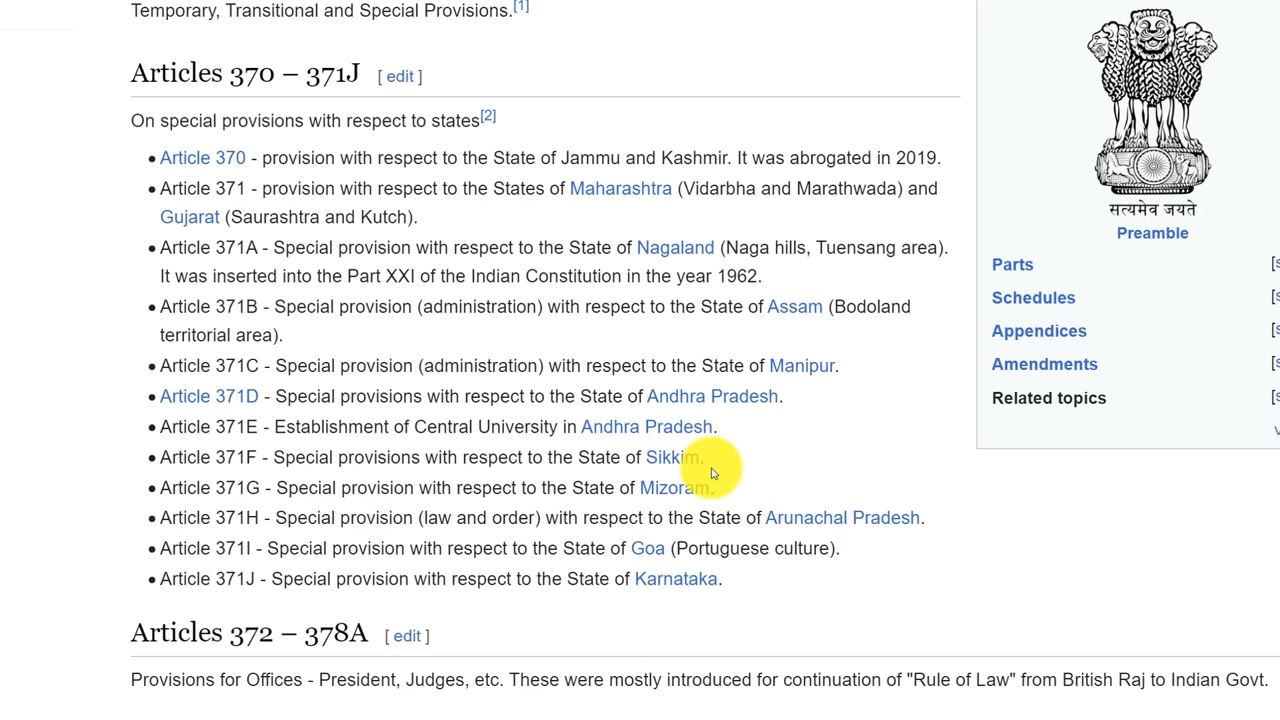 Temporary, Transitional and Special Provisions.[1]
Articles 370 – 371J [ edit ]
On special provisions with respect to states[2]
• Article 370 - provision with respect to the State of Jammu and Kashmir. It was abrogated in 2019.
• Article 371 - provision with respect to the States of Maharashtra (Vidarbha and Marathwada) and
Gujarat (Saurashtra and Kutch).
• Article 371A - Special provision with respect to the State of Nagaland (Naga hills, Tuensang area).
It was inserted into the Part XXI of the Indian Constitution in the year 1962.
• Article 371B - Special provision (administration) with respect to the State of Assam (Bodoland
territorial area).
• Article 371C - Special provision (administration) with respect to the State of Manipur.
• Article 371D - Special provisions with respect to the State of Andhra Pradesh.
• Article 371E - Establishment of Central University in Andhra Pradesh.
• Article 371F - Special provisions with respect to the State of Sikkim.
• Article 371G - Special provision with respect to the State of Mizoram.
• Article 371H - Special provision (law and order) with respect to the State of Arunachal Pradesh.
• Article 371I - Special provision with respect to the State of Goa (Portuguese culture).
• Article 371J - Special provision with respect to the State of Karnataka.
Articles 372 – 378A [ edit ]
Provisions for Offices - President, Judges, etc. These were mostly introduced for continuation of "Rule of Law" from British Raj to Indian Govt.
सत्यमेव जयते
Preamble
Parts
Schedules
Appendices
Amendments
Related topics